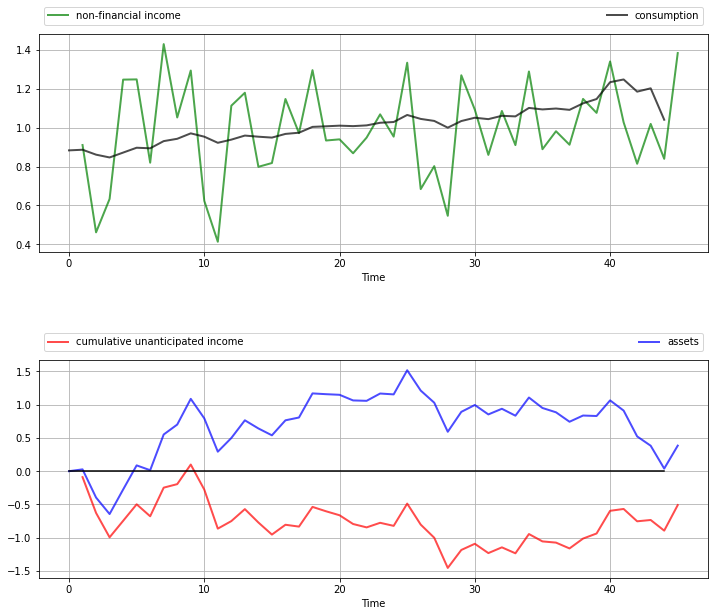 non-financial income consumption
1.4
1.2
1.0
0.8
0.6
0.4
0 10 20 30 40
Time
cumulative unanticipated income assets
1.5
1.0
0.5
0.0
−0.5
−1.0
−1.5
0 10 20 30 40
Time